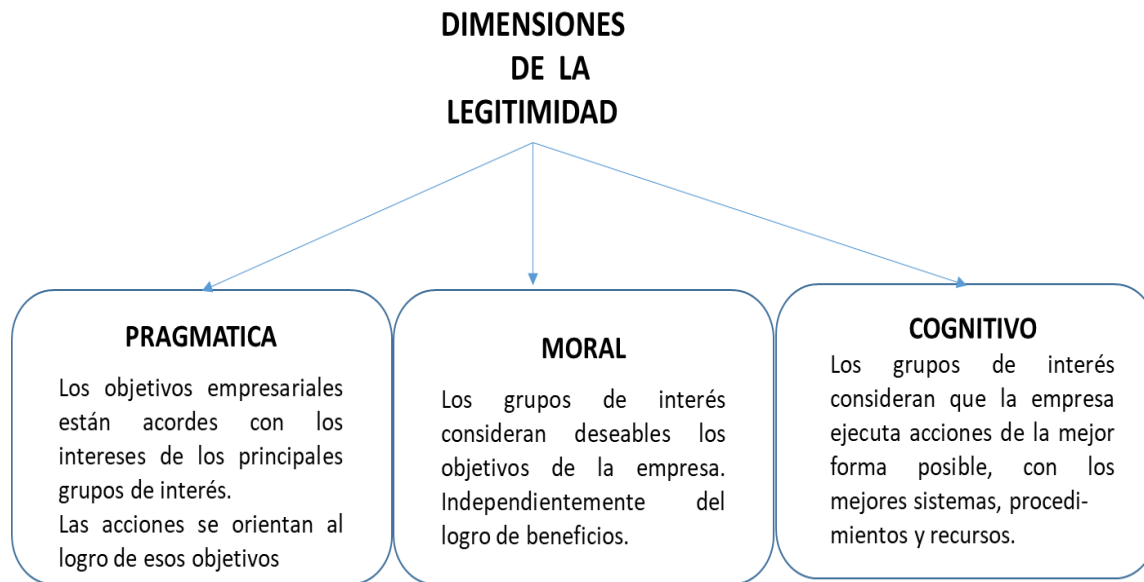 DIMENSIONES
DE LA
LEGITIMIDAD
PRAGMATICA
Los objetivos empresariales
están acordes con los
intereses de los principales
grupos de interés.
Las acciones se orientan al
logro de esos objetivos
MORAL
Los grupos de interés
consideran deseables los
objetivos de la empresa.
Independientemente del
logro de beneficios.
COGNITIVO
Los grupos de interés
consideran que la empresa
ejecuta acciones de la mejor
forma posible, con los
mejores sistemas, procedi-
mientos y recursos.